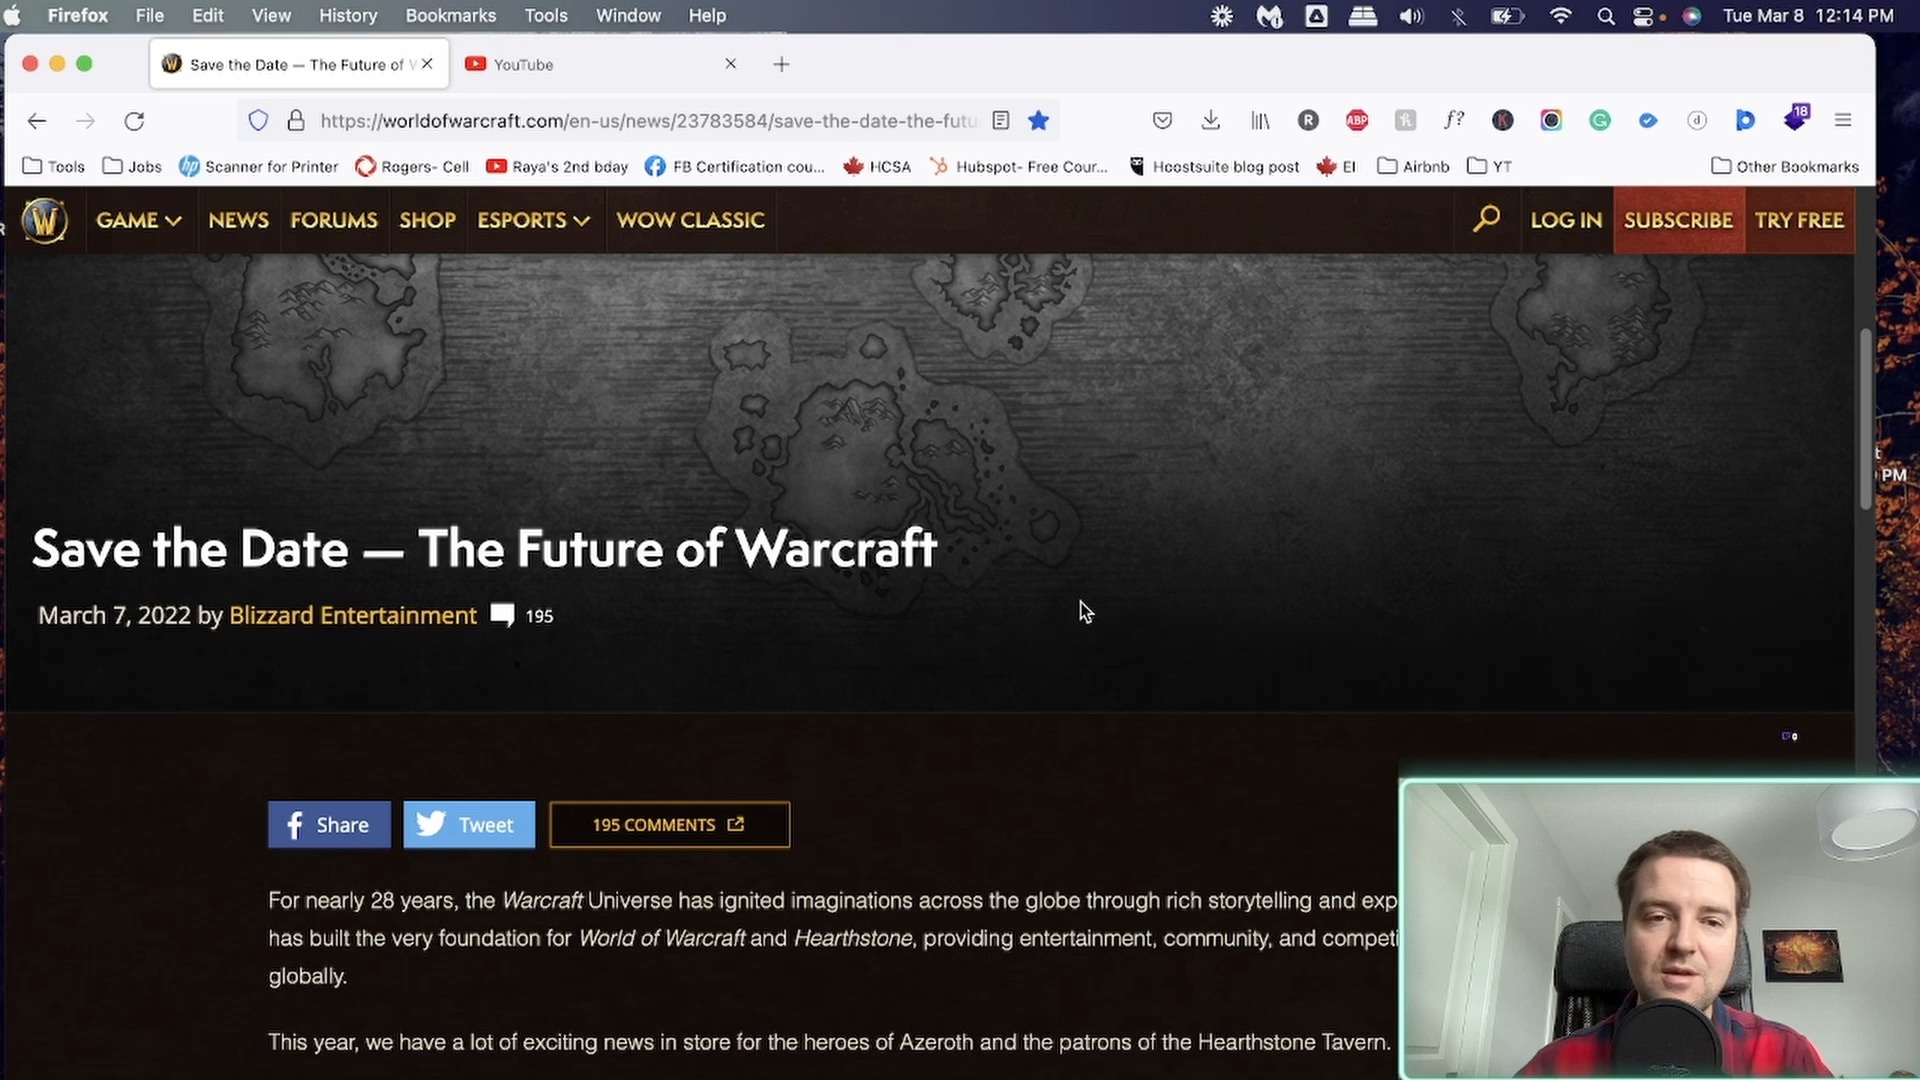 Firefox File Edit View History Bookmarks Tools Window Help Tue Mar 8 12:14 PM
Save the Date — The Future of W YouTube
https://worldofwarcraft.com/en-us/news/23783584/save-the-date-the-futu ABP 18
Tools Jobs Scanner for Printer Rogers- Cell Raya's 2nd bday FB Certification cou... HCSA Hubspot- Free Cour... Hootsuite blog post EI Airbnb YT Other Bookmarks
GAME NEWS FORUMS SHOP ESPORTS WOW CLASSIC LOG IN SUBSCRIBE TRY FREE
PM
Save the Date — The Future of Warcraft
March 7, 2022 by Blizzard Entertainment 195
Share Tweet 195 COMMENTS
For nearly 28 years, the Warcraft Universe has ignited imaginations across the globe through rich storytelling and exp
has built the very foundation for World of Warcraft and Hearthstone, providing entertainment, community, and competi
globally.
This year, we have a lot of exciting news in store for the heroes of Azeroth and the patrons of the Hearthstone Tavern.